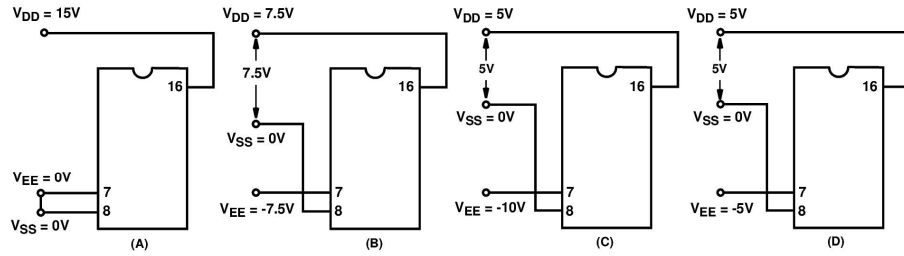 V_DD = 15V
16
V_EE = 0V
7
8
V_SS = 0V
(A)
V_DD = 7.5V
7.5V
16
V_SS = 0V
7
V_EE = -7.5V
8
(B)
V_DD = 5V
5V
16
V_SS = 0V
7
V_EE = -10V
8
(C)
V_DD = 5V
5V
16
V_SS = 0V
7
V_EE = -5V
8
(D)